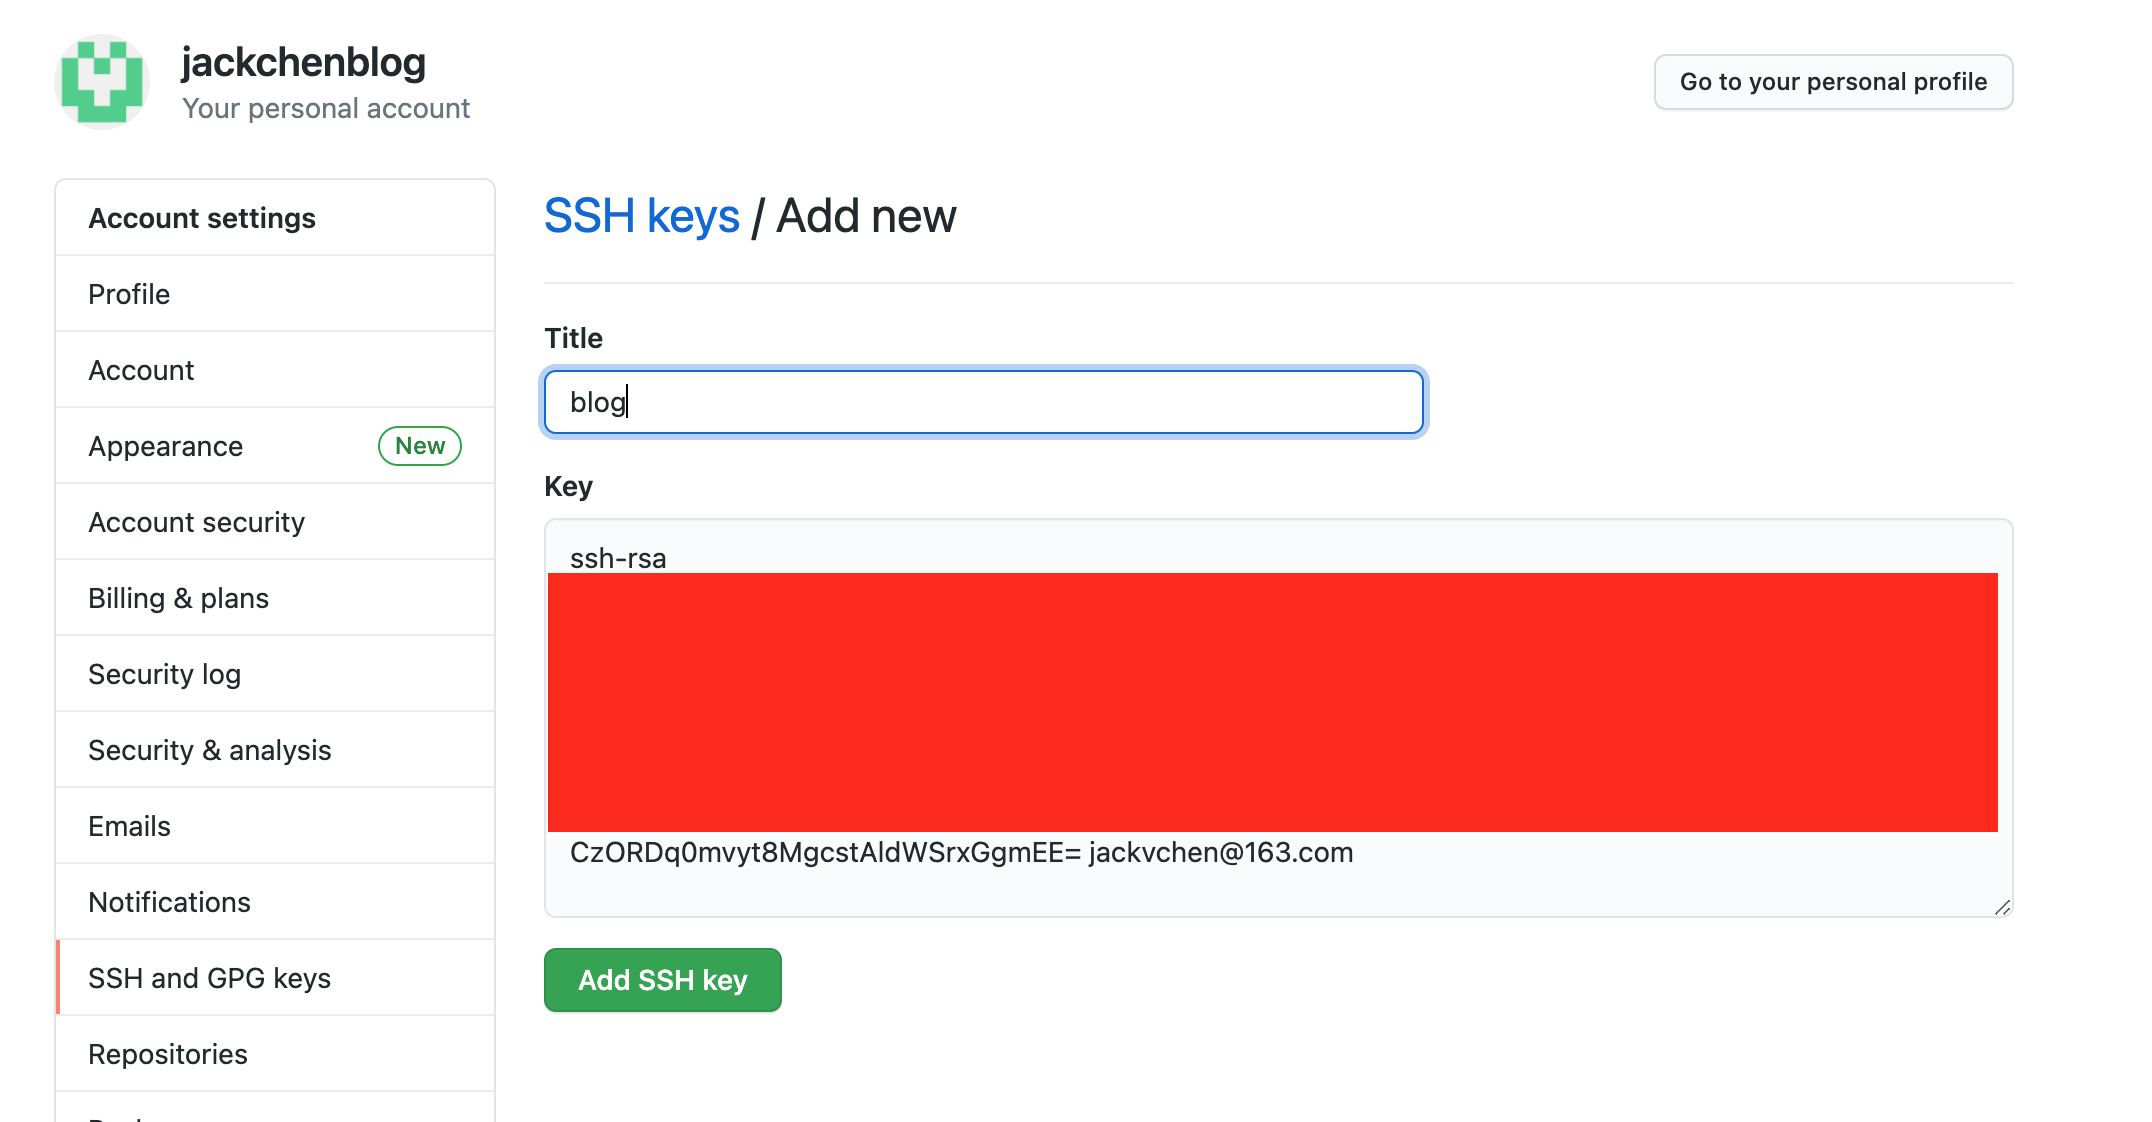 jackchenblog
Your personal account
Go to your personal profile
Account settings
Profile
Account
Appearance New
Account security
Billing & plans
Security log
Security & analysis
Emails
Notifications
SSH and GPG keys
Repositories
SSH keys / Add new
Title
blog
Key
ssh-rsa
CzORDq0mvyt8MgcstAldWSrxGgmEE= jackvchen@163.com
Add SSH key